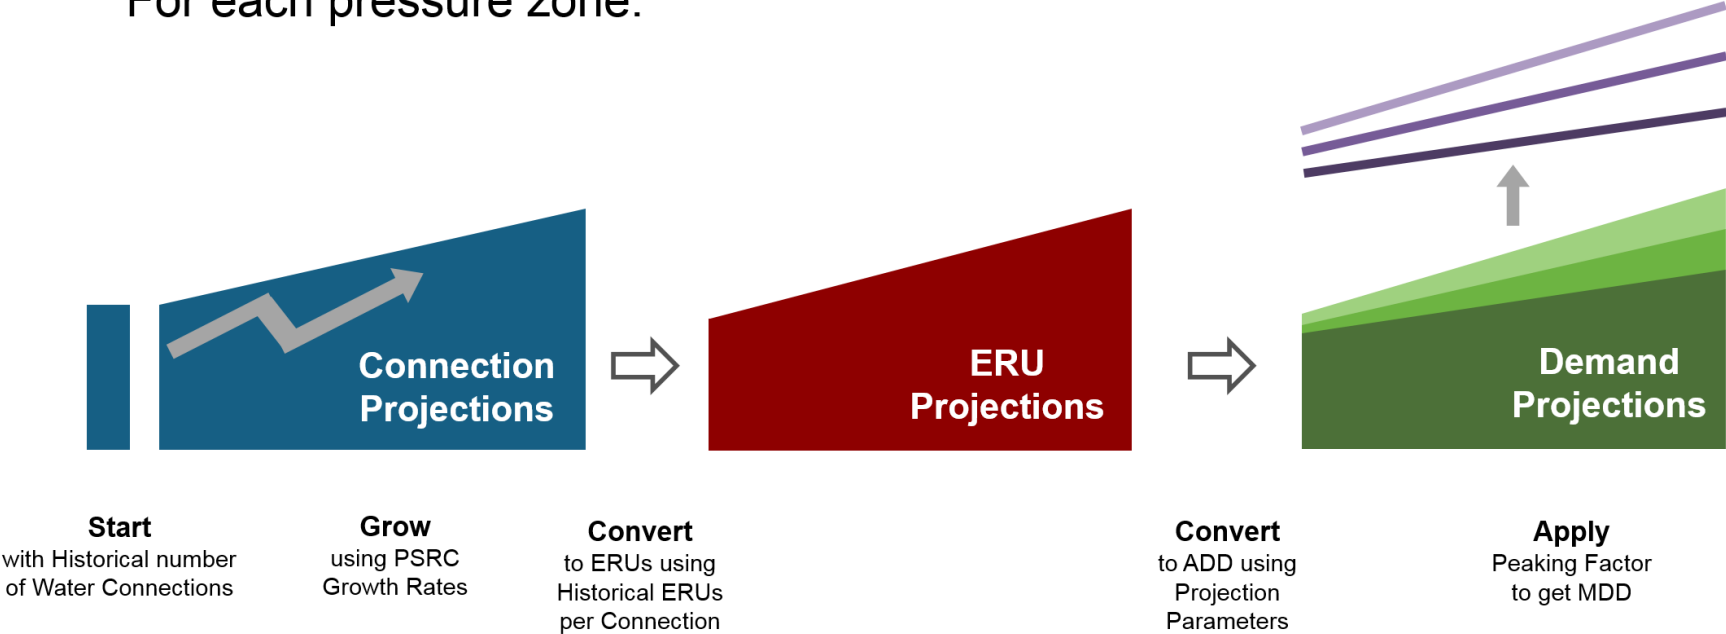 For each pressure zone:
Connection
Projections
ERU
Projections
Demand
Projections
Start
with Historical number
of Water Connections
Grow
using PSRC
Growth Rates
Convert
to ERUs using
Historical ERUs
per Connection
Convert
to ADD using
Projection
Parameters
Apply
Peaking Factor
to get MDD